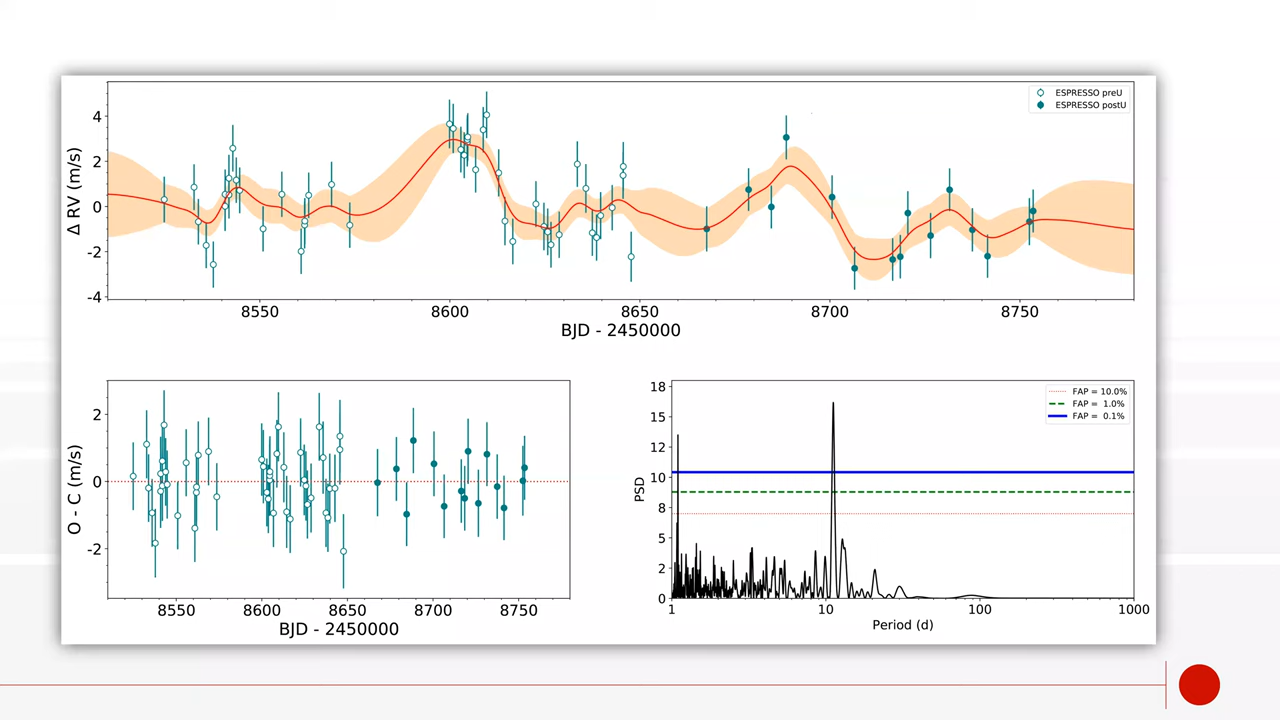 4
2
0
-2
-4
Δ RV (m/s)
ESPRESSO preU
ESPRESSO postU
8550 8600 8650 8700 8750
BJD - 2450000
2
0
-2
O - C (m/s)
8550 8600 8650 8700 8750
BJD - 2450000
18
15
12
10
8
5
2
0
PSD
FAP = 10.0%
FAP = 1.0%
FAP = 0.1%
1 10 100 1000
Period (d)